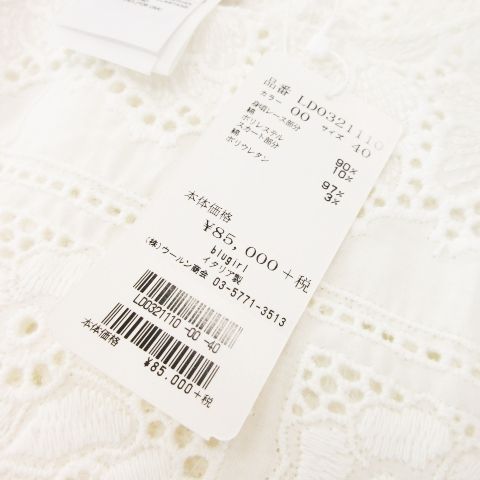 品番 LD0321110
カラー 00 サイズ 40
身頃レース部分
綿 90%
ポリエステル 10%
スカート部分
綿 97%
ポリウレタン 3%
本体価格
¥85,000+税
blugirl
イタリア製
(株)ウールン商会 03-5771-3513
LD0321110 -00 -40
本体価格
¥85,000+税